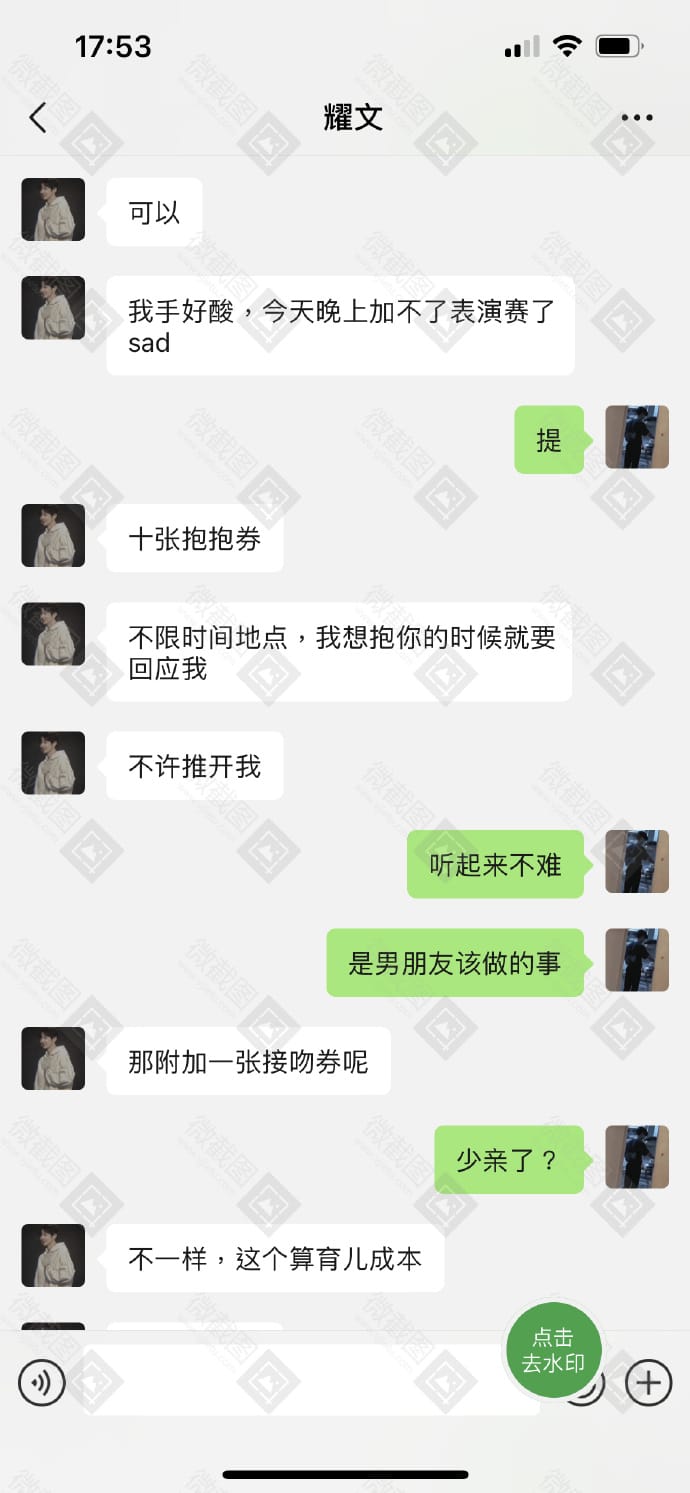 17:53
耀文
可以
我手好酸，今天晚上加不了表演赛了
sad
提
十张抱抱券
不限时间地点，我想抱你的时候就要
回应我
不许推开我
听起来不难
是男朋友该做的事
那附加一张接吻券呢
少亲了？
不一样，这个算育儿成本
点击
去水印
微截图